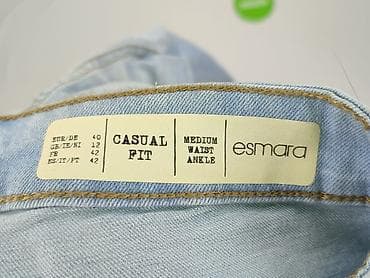 EUR/DE 40
GB/IE/NI 12
FR 42
ES/IT/PT 42
CASUAL
FIT
MEDIUM
WAIST
ANKLE
esmara